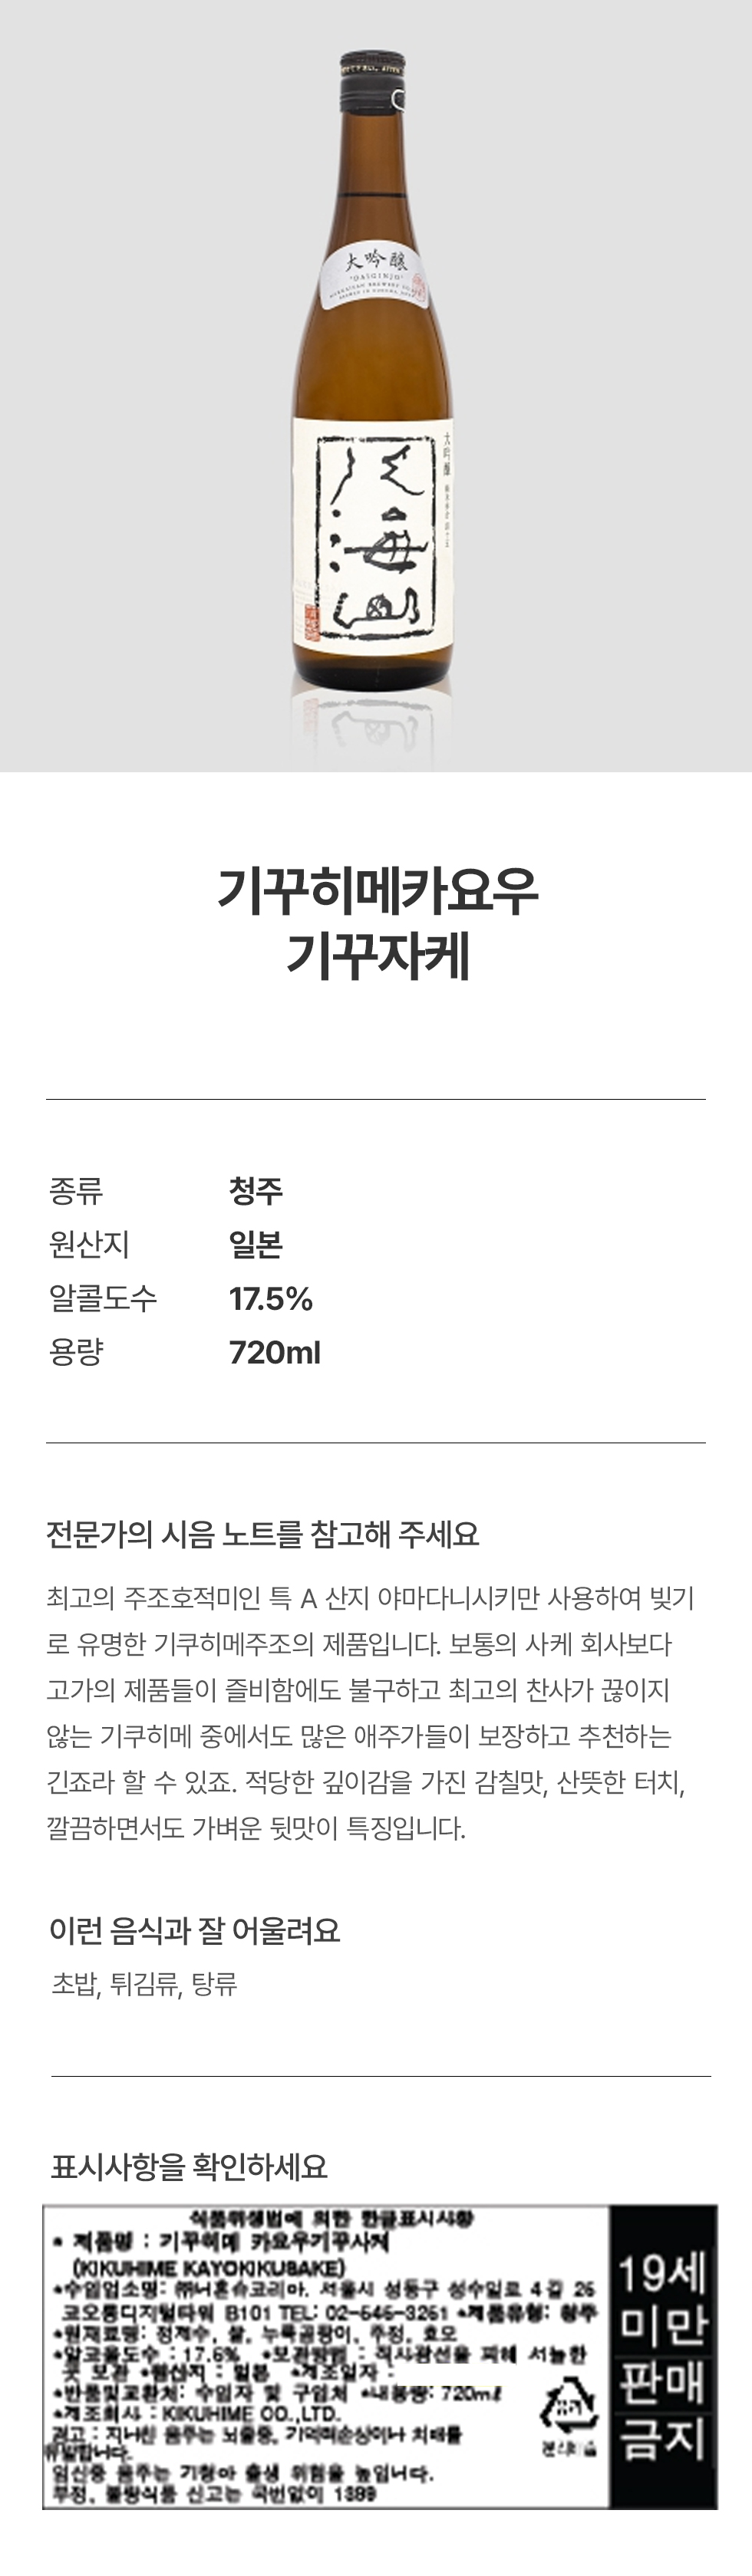 大吟醸
"DAIGINJO"
大吟醸
海
山
기꾸히메카요우
기꾸자케
종류 청주
원산지 일본
알콜도수 17.5%
용량 720ml
전문가의 시음 노트를 참고해 주세요
최고의 주조호적미인 특 A 산지 야마다니시키만 사용하여 빚기
로 유명한 기쿠히메주조의 제품입니다. 보통의 사케 회사보다
고가의 제품들이 즐비함에도 불구하고 최고의 찬사가 끊이지
않는 기쿠히메 중에서도 많은 애주가들이 보장하고 추천하는
긴죠라 할 수 있죠. 적당한 깊이감을 가진 감칠맛, 산뜻한 터치,
깔끔하면서도 가벼운 뒷맛이 특징입니다.
이런 음식과 잘 어울려요
초밥, 튀김류, 탕류
표시사항을 확인하세요
식품위생법에 의한 한글표시사항
* 제품명 : 기꾸히메 카요우기꾸사케
(KIKUHIME KAYOKIKUSAKE)
*수입업소명: ㈜니혼슈코리아. 서울시 성동구 성수일로 4길 25
코오롱디지털타워 B101 TEL: 02-545-3251 *제품유형: 청주
*원재료명: 정제수, 쌀, 누룩곰팡이, 주정, 효모
*알코올도수 : 17.5%, *보관방법 : 직사광선을 피해 서늘한
곳 보관 *원산지 : 일본 *제조일자 :
*반품및교환처: 수입자 및 구입처 *내용량: 720mℓ
*제조회사 : KIKUHIME CO.,LTD.
경고 : 지나친 음주는 뇌졸중, 기억력손상이나 치매를
유발합니다.
임신중 음주는 기형아 출생 위험을 높입니다.
부정, 불량식품 신고는 국번없이 1399
19세
미만
판매
금지